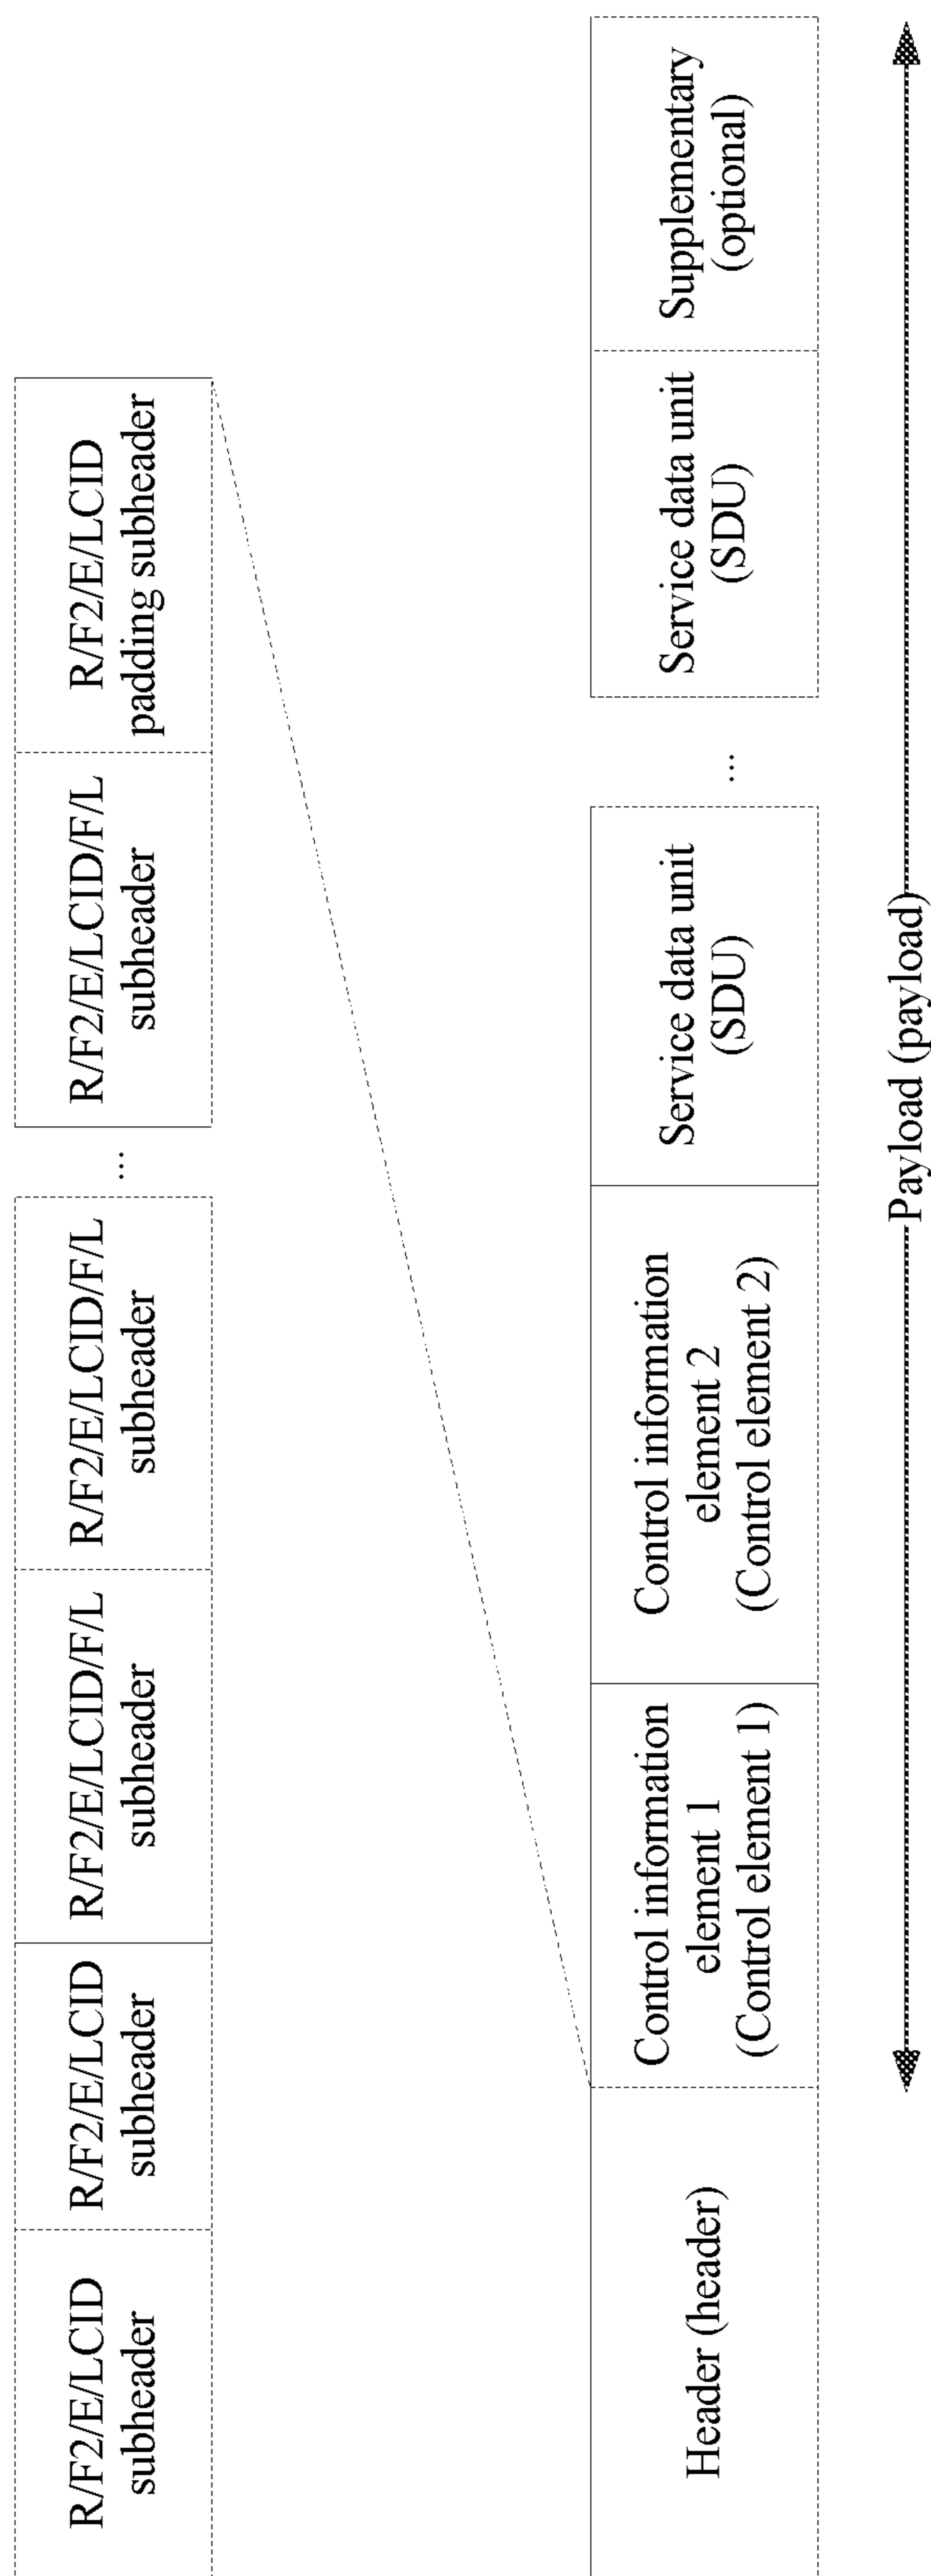 R/F2/E/LCID
subheader
R/F2/E/LCID
subheader
R/F2/E/LCID/F/L
subheader
R/F2/E/LCID/F/L
subheader
...
R/F2/E/LCID/F/L
subheader
R/F2/E/LCID
padding subheader
Header (header)
Control information
element 1
(Control element 1)
Control information
element 2
(Control element 2)
Service data unit
(SDU)
...
Service data unit
(SDU)
Supplementary
(optional)
Payload (payload)